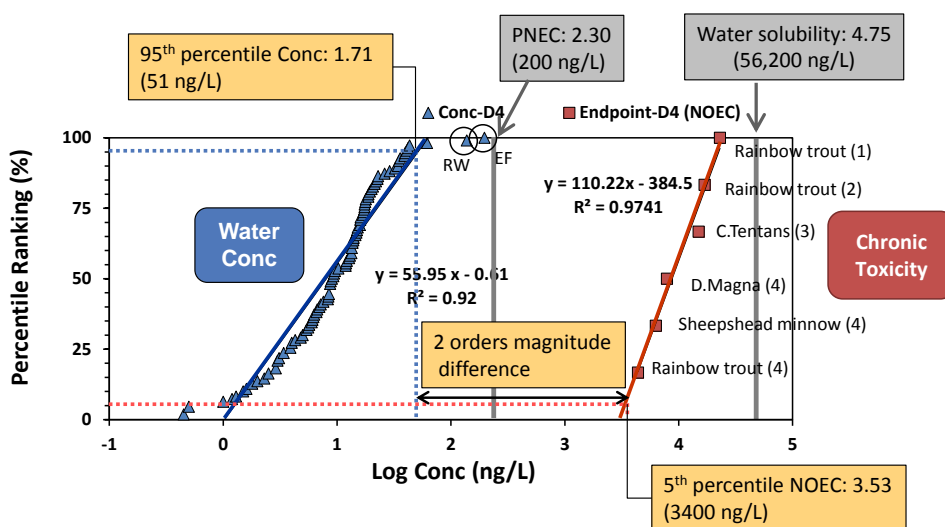 95th percentile Conc: 1.71
(51 ng/L)
PNEC: 2.30
(200 ng/L)
Water solubility: 4.75
(56,200 ng/L)
Conc-D4
Endpoint-D4 (NOEC)
Percentile Ranking (%)
100
75
50
25
0
RW
EF
Rainbow trout (1)
y = 110.22x - 384.5
R² = 0.9741
Rainbow trout (2)
Water
Conc
C.Tentans (3)
Chronic
Toxicity
y = 55.95 x - 0.61
R² = 0.92
D.Magna (4)
Sheepshead minnow (4)
2 orders magnitude
difference
Rainbow trout (4)
-1
0
1
2
3
4
5
Log Conc (ng/L)
5th percentile NOEC: 3.53
(3400 ng/L)